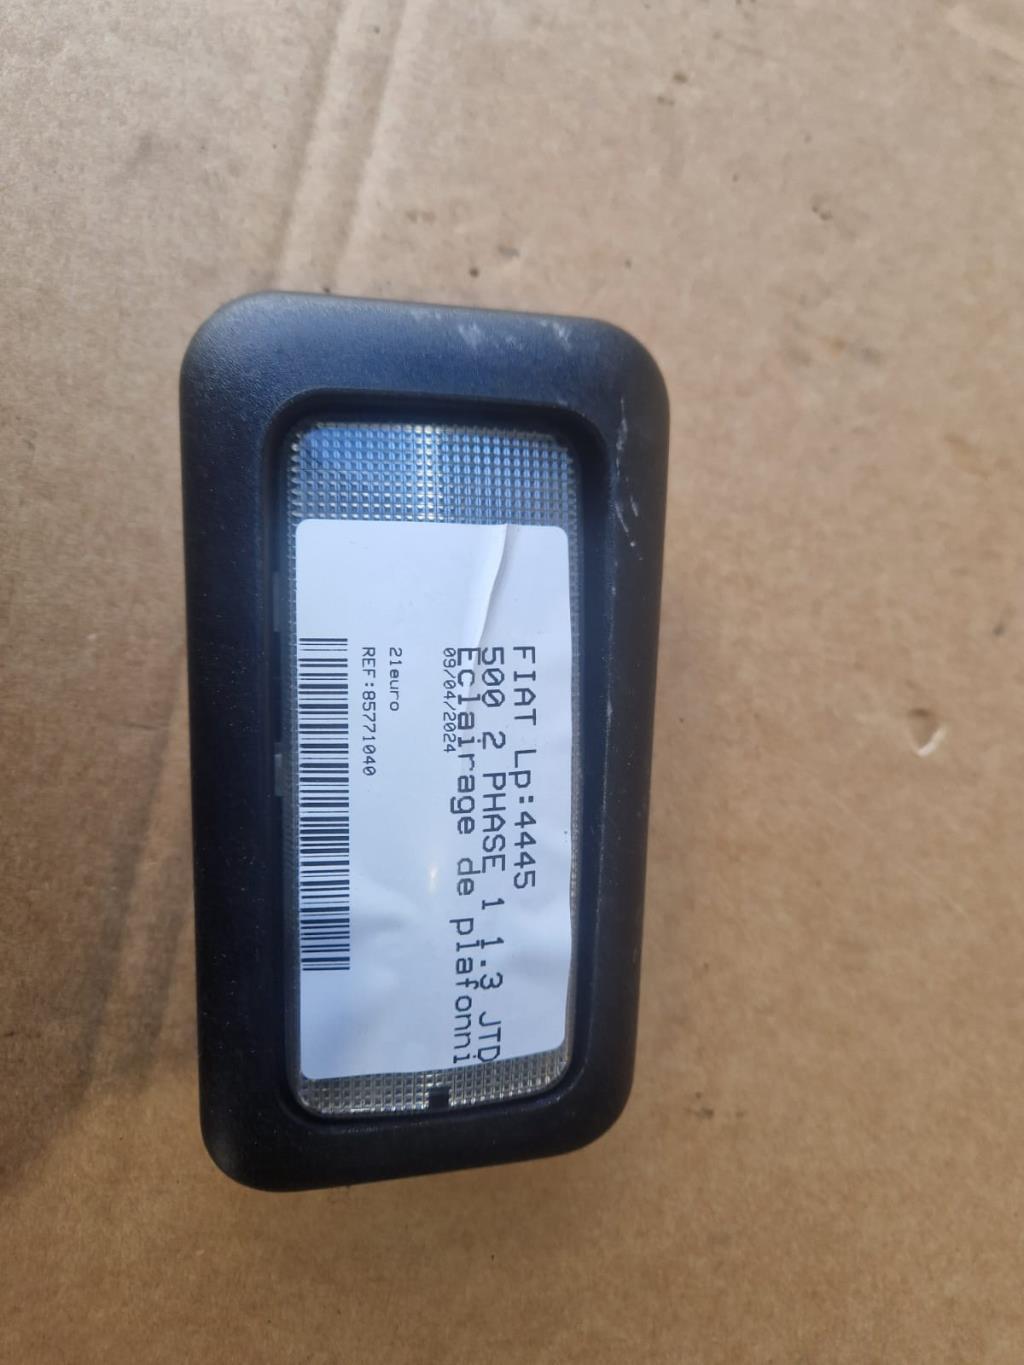 FIAT Lp:4445
500 2 PHASE 1 1.3 JTD
Eclairage de plafonni
09/04/2024
21euro
REF:85771040